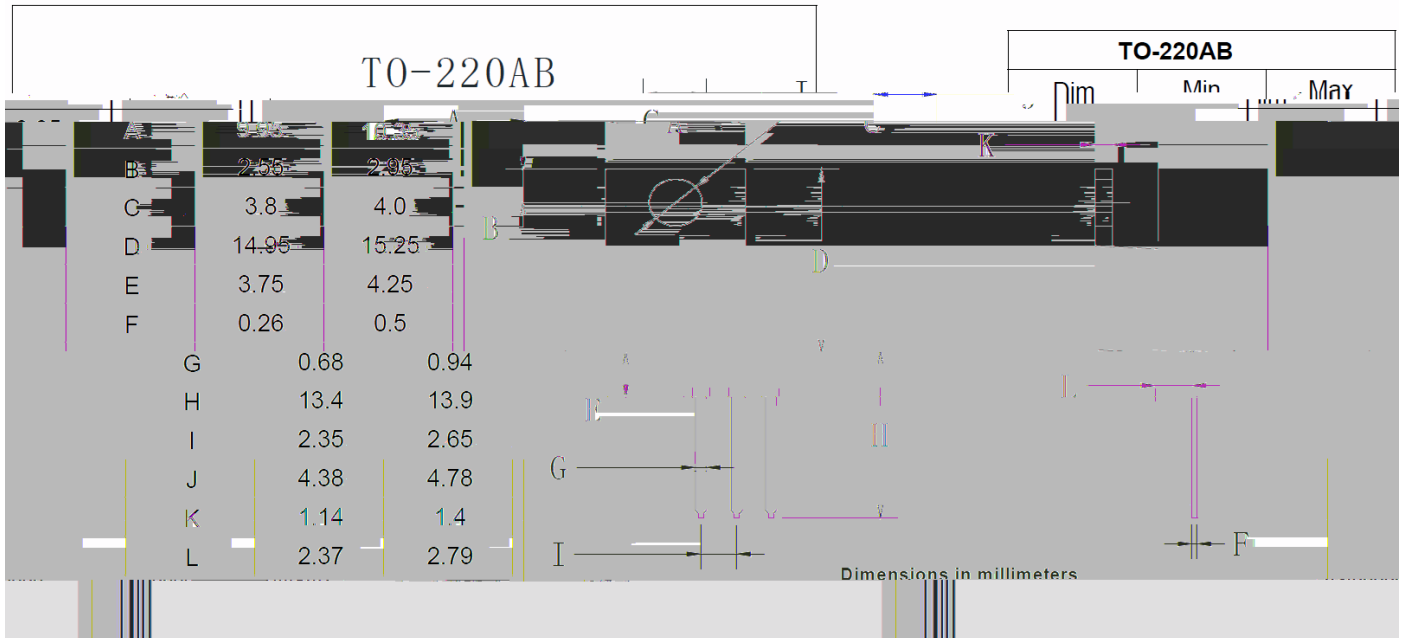 TO-220AB
TO-220AB
Dim Min Max
A
B 2.55 2.95
C 3.8 4.0
D 14.95 15.25
E 3.75 4.25
F 0.26 0.5
G 0.68 0.94
H 13.4 13.9
I 2.35 2.65
J 4.38 4.78
K 1.14 1.4
L 2.37 2.79
K
B
D
L
E
H
G
I
F
Dimensions in millimeters